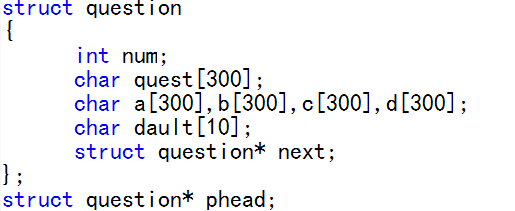 struct question
{
int num;
char quest[300];
char a[300],b[300],c[300],d[300];
char dault[10];
struct question* next;
};
struct question* phead;